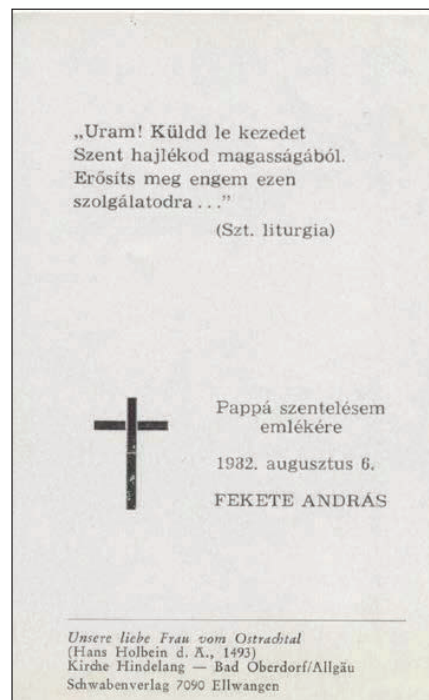 „Uram! Küldd le kezedet
Szent hajlékod magasságából.
Erősíts meg engem ezen
szolgálatodra . . .”
(Szt. liturgia)
Pappá szentelésem
emlékére
1932. augusztus 6.
FEKETE ANDRÁS
Unsere liebe Frau vom Ostrachtal
(Hans Holbein d. Ä., 1493)
Kirche Hindelang — Bad Oberdorf/Allgäu
Schwabenverlag 7090 Ellwangen